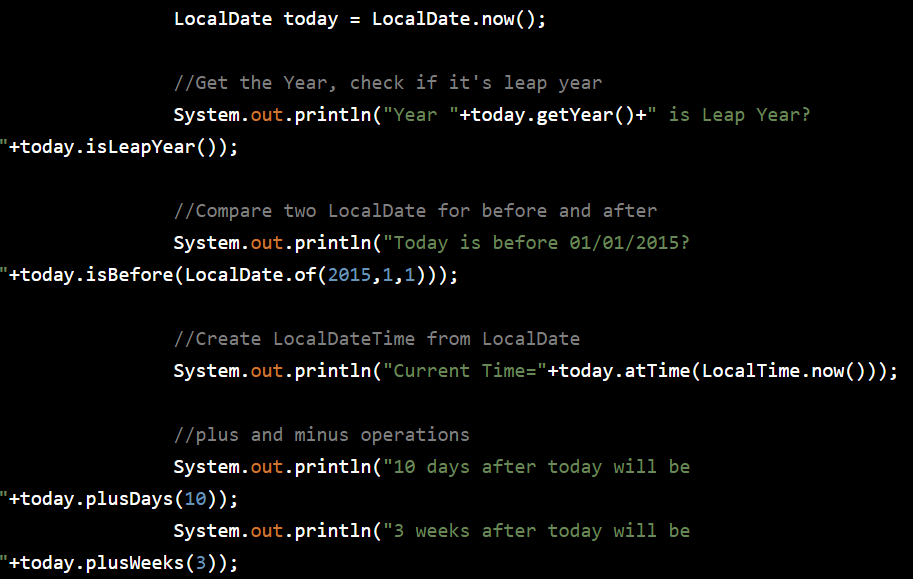 LocalDate today = LocalDate.now();
//Get the Year, check if it's leap year
System.out.println("Year "+today.getYear()+" is Leap Year?
"+today.isLeapYear());
//Compare two LocalDate for before and after
System.out.println("Today is before 01/01/2015?
"+today.isBefore(LocalDate.of(2015,1,1)));
//Create LocalDateTime from LocalDate
System.out.println("Current Time="+today.atTime(LocalTime.now()));
//plus and minus operations
System.out.println("10 days after today will be
"+today.plusDays(10));
System.out.println("3 weeks after today will be
"+today.plusWeeks(3));